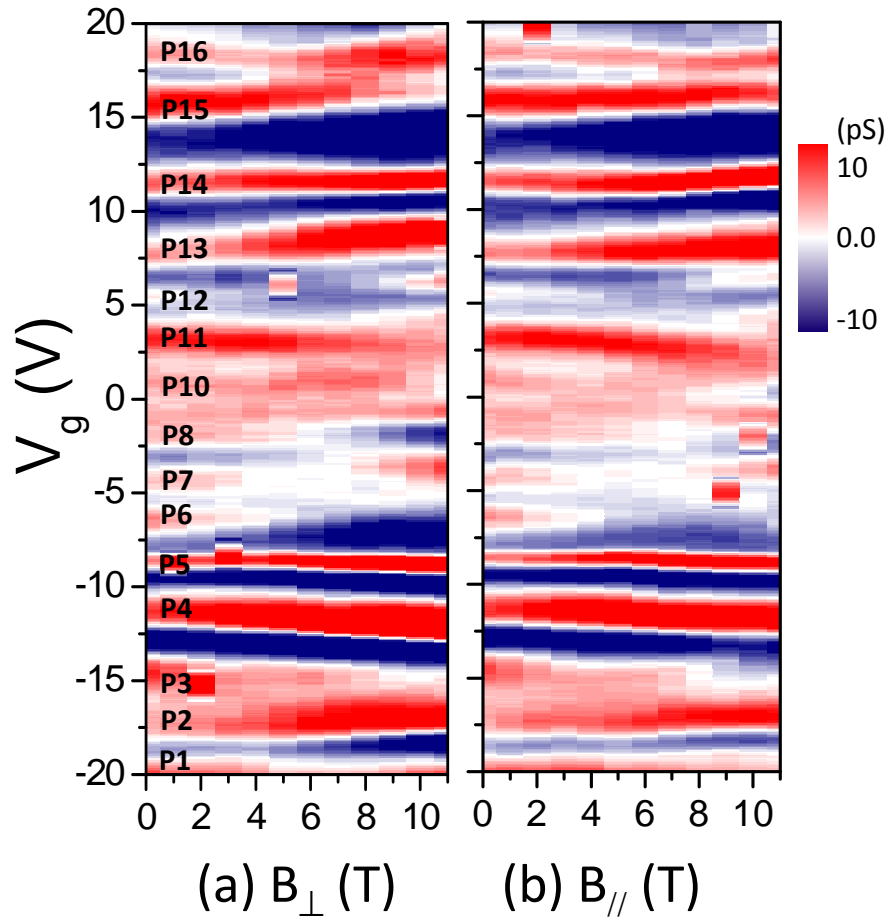 20
15
10
5
0
-5
-10
-15
-20
V_g (V)
P16
P15
P14
P13
P12
P11
P10
P8
P7
P6
P5
P4
P3
P2
P1
(pS)
10
0.0
-10
0 2 4 6 8 10
0 2 4 6 8 10
(a) B⊥ (T)
(b) B// (T)